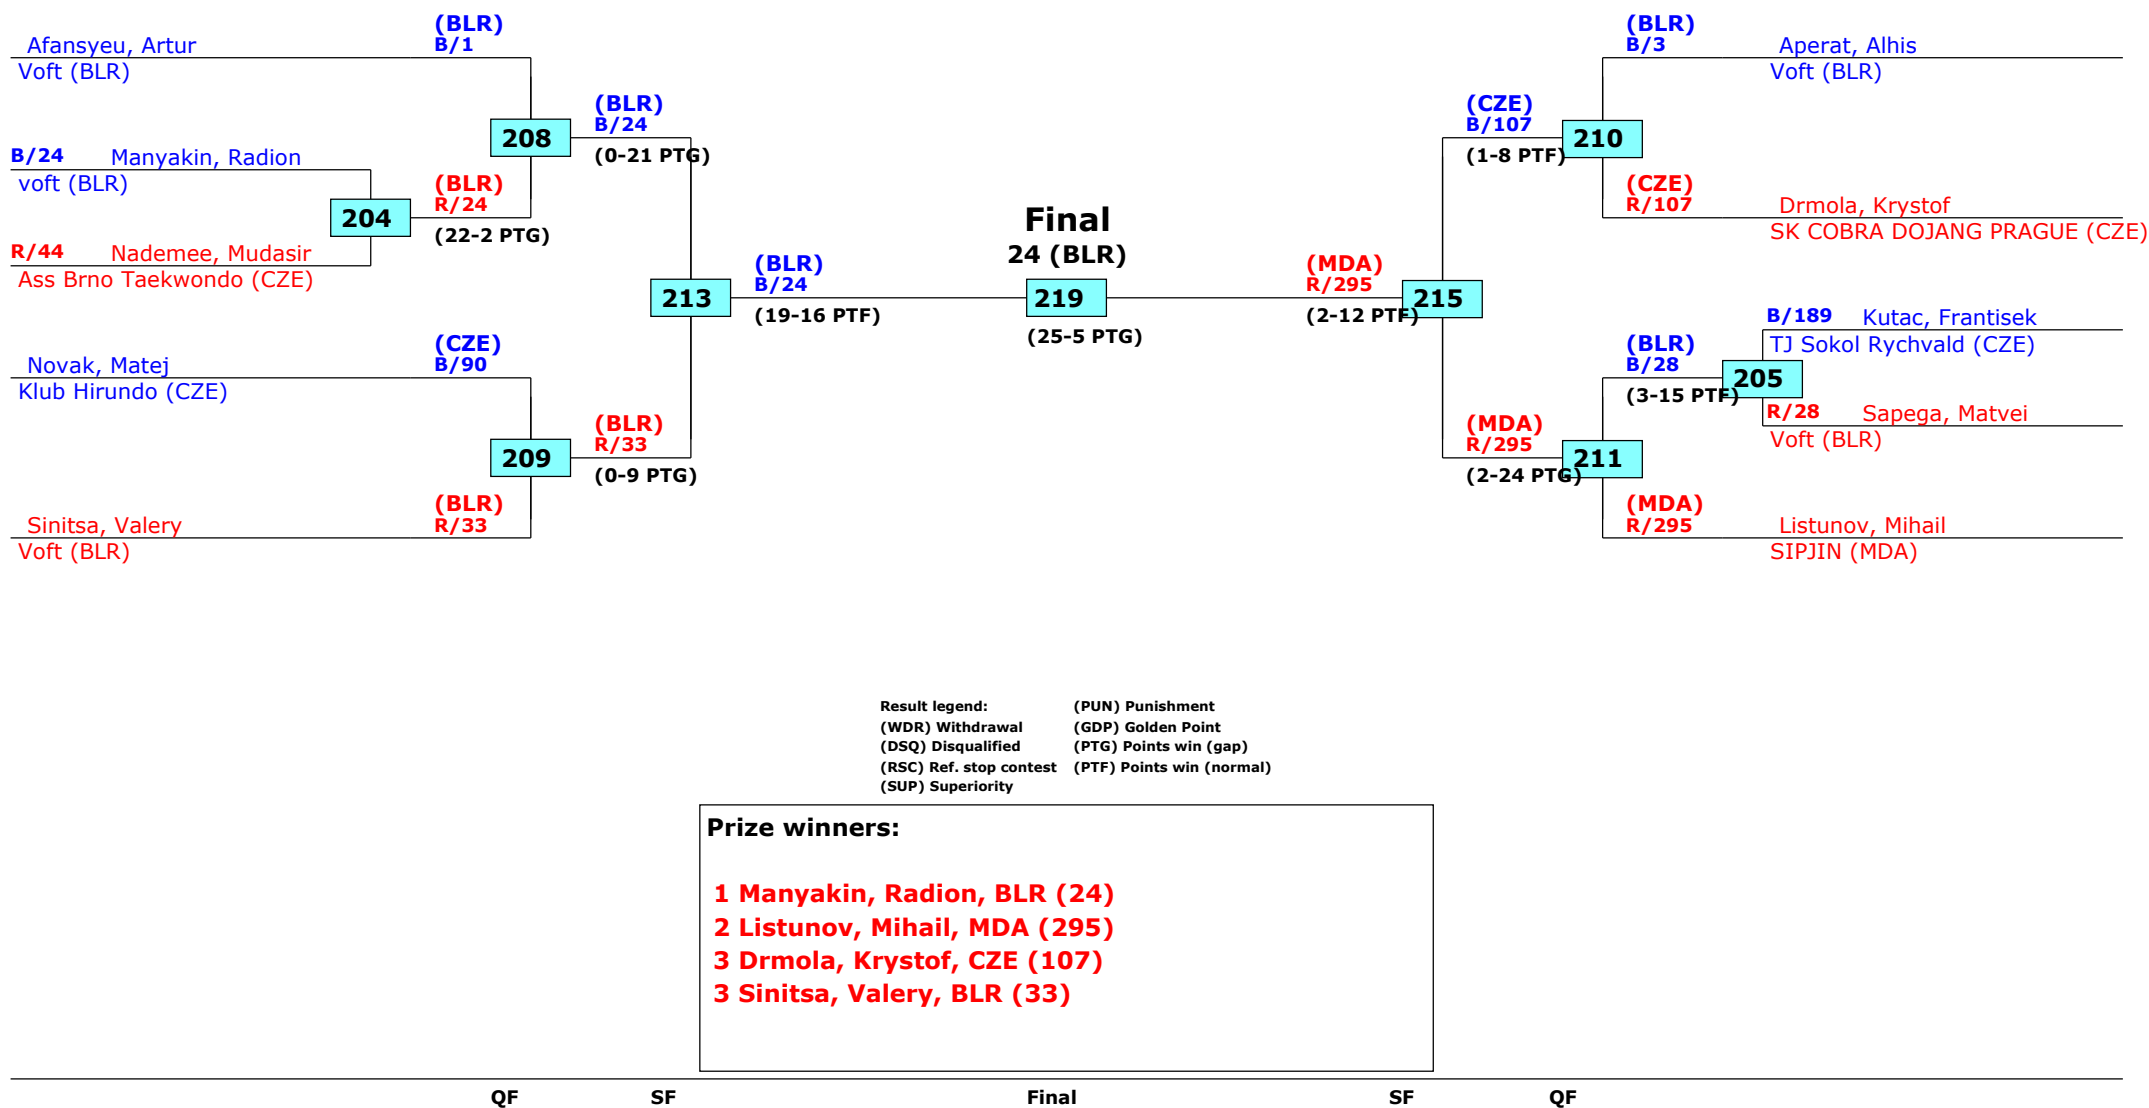 (BLR)
B/1
Afansyeu, Artur
Voft (BLR)
B/24 Manyakin, Radion
voft (BLR)
204
R/44 Nademee, Mudasir
Ass Brno Taekwondo (CZE)
(BLR)
R/24
(22-2 PTG)
208
(BLR)
B/24
(0-21 PTG)
(CZE)
B/90
Novak, Matej
Klub Hirundo (CZE)
209
(BLR)
R/33
(0-9 PTG)
(BLR)
R/33
Sinitsa, Valery
Voft (BLR)
213
(BLR)
B/24
(19-16 PTF)
Final
24 (BLR)
219
(25-5 PTG)
(MDA)
R/295
(2-12 PTF)
215
(CZE)
B/107
(1-8 PTF)
210
(BLR)
B/3
Aperat, Alhis
Voft (BLR)
(CZE)
R/107
Drmola, Krystof
SK COBRA DOJANG PRAGUE (CZE)
(MDA)
R/295
(2-24 PTG)
211
(BLR)
B/28
(3-15 PTF)
205
B/189 Kutac, Frantisek
TJ Sokol Rychvald (CZE)
R/28 Sapega, Matvei
Voft (BLR)
(MDA)
R/295
Listunov, Mihail
SIPJIN (MDA)
Result legend:
(WDR) Withdrawal
(DSQ) Disqualified
(RSC) Ref. stop contest
(SUP) Superiority
(PUN) Punishment
(GDP) Golden Point
(PTG) Points win (gap)
(PTF) Points win (normal)
Prize winners:
1 Manyakin, Radion, BLR (24)
2 Listunov, Mihail, MDA (295)
3 Drmola, Krystof, CZE (107)
3 Sinitsa, Valery, BLR (33)
QF SF Final SF QF